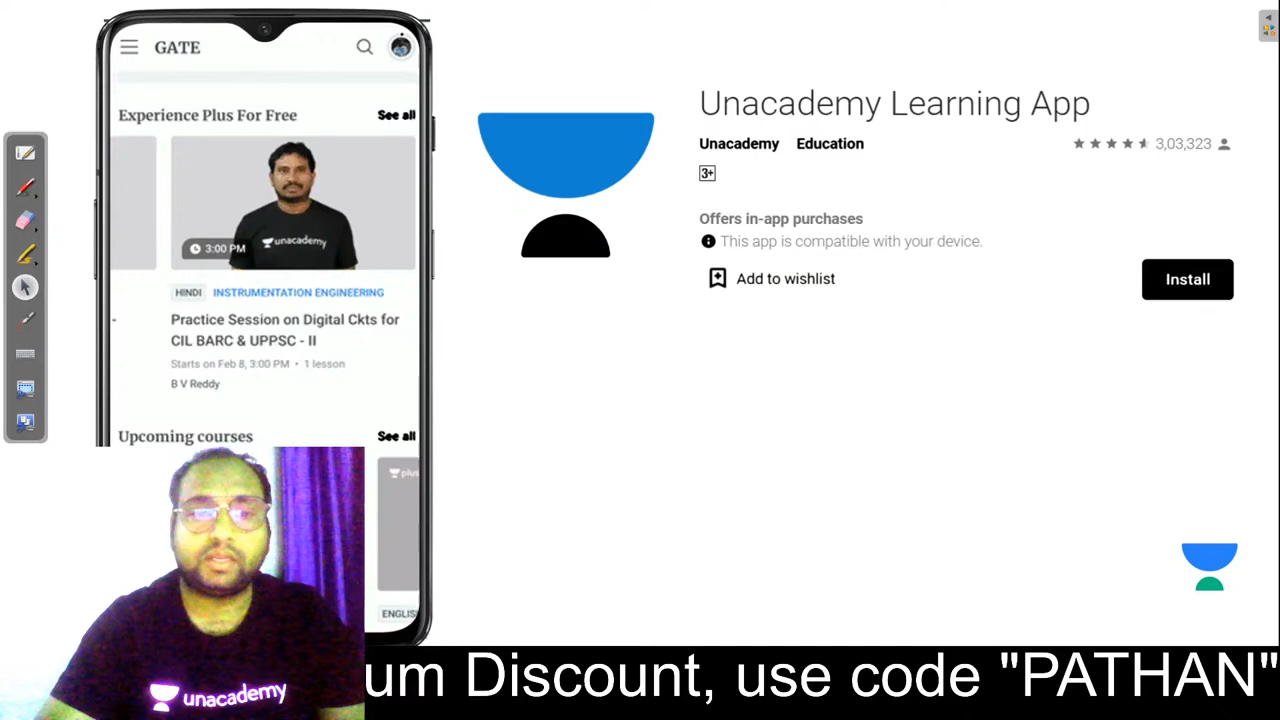 GATE
Experience Plus For Free
See all
unacademy
3:00 PM
HINDI
INSTRUMENTATION ENGINEERING
Practice Session on Digital Ckts for
CIL BARC & UPPSC - II
Starts on Feb 8, 3:00 PM • 1 lesson
B V Reddy
Upcoming courses
See all
plus
ENGLIS
unacademy
Unacademy Learning App
Unacademy Education
3,03,323
3+
Offers in-app purchases
This app is compatible with your device.
Add to wishlist
Install
um Discount, use code "PATHAN"